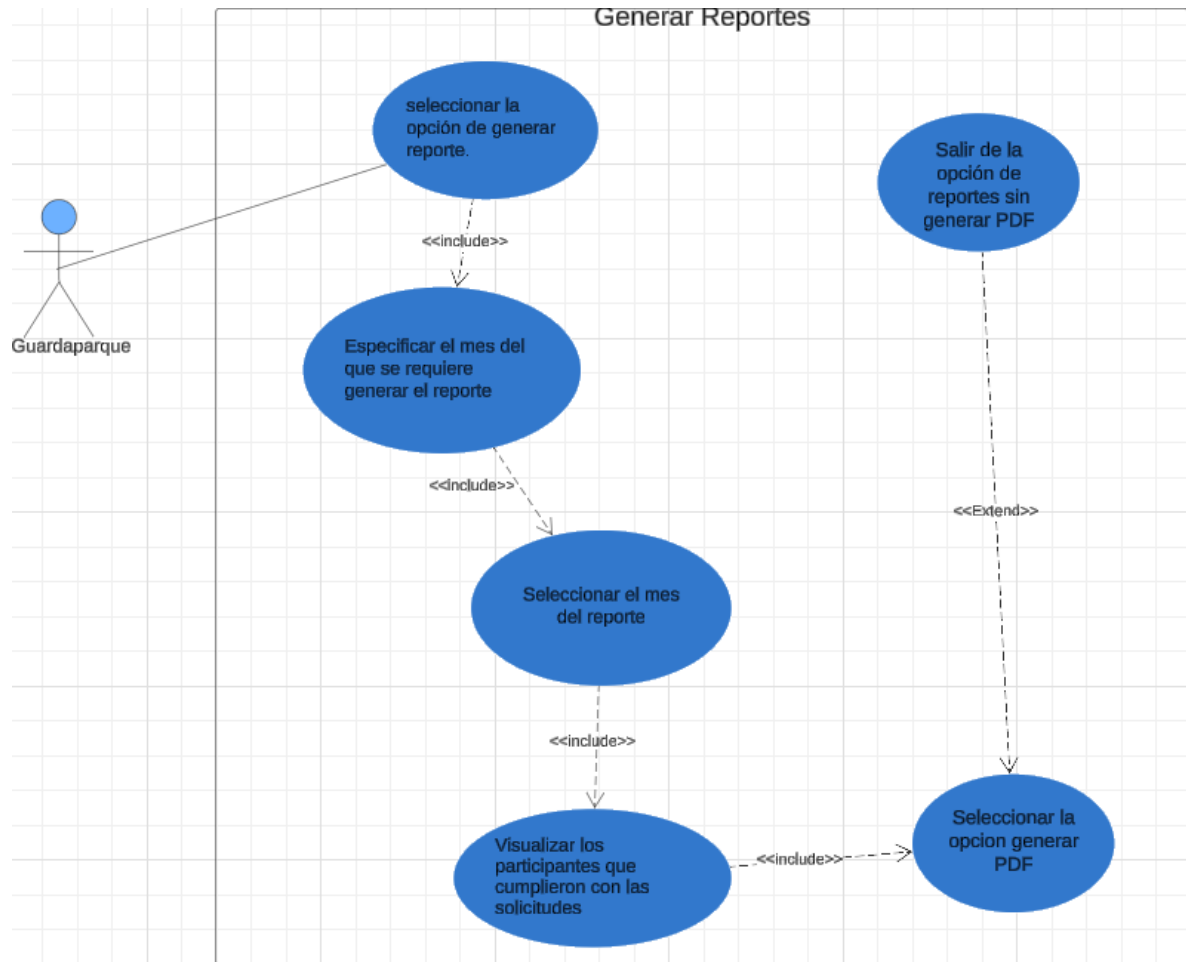 Generar Reportes
seleccionar la
opción de generar
reporte.
Salir de la
opción de
reportes sin
generar PDF
<<include>>
Guardaparque
Especificar el mes del
que se requiere
generar el reporte
<<include>>
<<Extend>>
Seleccionar el mes
del reporte
<<include>>
Visualizar los
participantes que
cumplieron con las
solicitudes
<<include>>
Seleccionar la
opcion generar
PDF